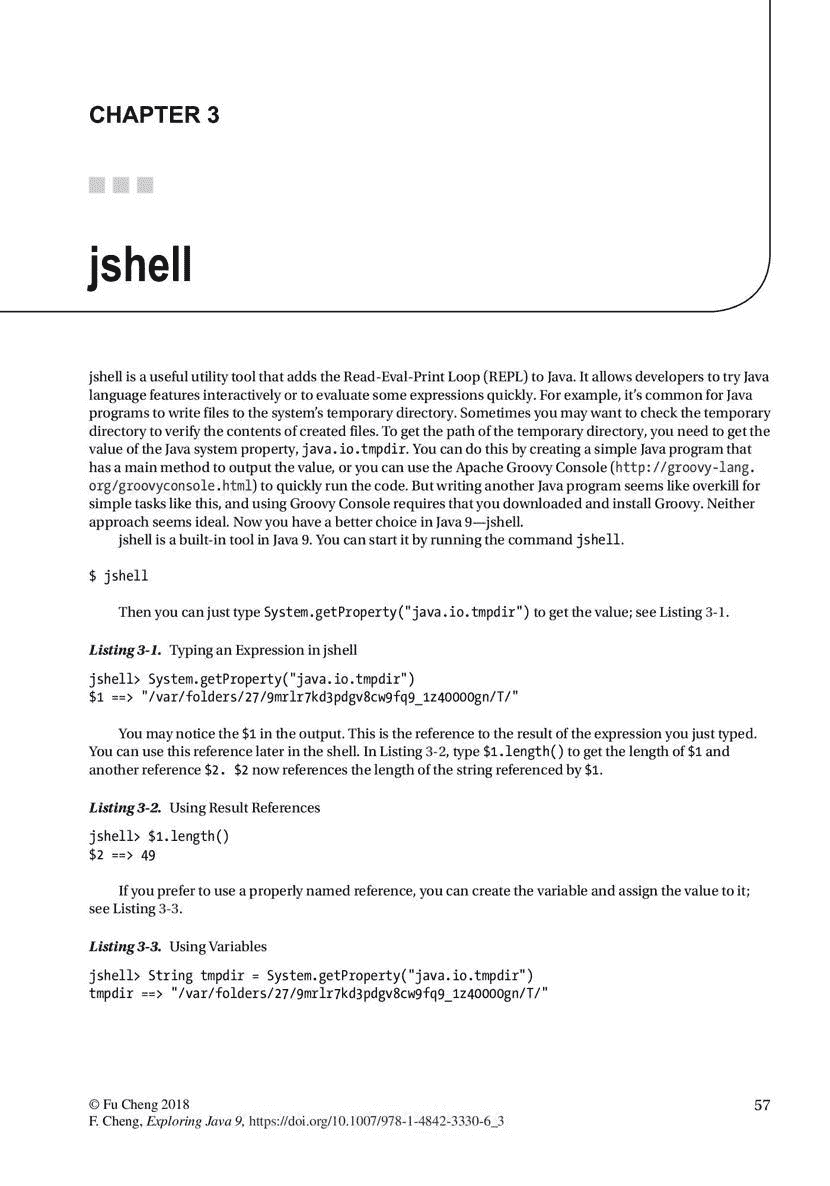 CHAPTER 3
jshell
jshell is a useful utility tool that adds the Read-Eval-Print Loop (REPL) to Java. It allows developers to try Java
language features interactively or to evaluate some expressions quickly. For example, it’s common for Java
programs to write files to the system’s temporary directory. Sometimes you may want to check the temporary
directory to verify the contents of created files. To get the path of the temporary directory, you need to get the
value of the Java system property, java.io.tmpdir. You can do this by creating a simple Java program that
has a main method to output the value, or you can use the Apache Groovy Console (http://groovy-lang.
org/groovyconsole.html) to quickly run the code. But writing another Java program seems like overkill for
simple tasks like this, and using Groovy Console requires that you downloaded and install Groovy. Neither
approach seems ideal. Now you have a better choice in Java 9—jshell.
jshell is a built-in tool in Java 9. You can start it by running the command jshell.
$ jshell
Then you can just type System.getProperty("java.io.tmpdir") to get the value; see Listing 3-1.
Listing 3-1. Typing an Expression in jshell
jshell> System.getProperty("java.io.tmpdir")
$1 ==> "/var/folders/27/9mrlr7kd3pdgv8cw9fq9_1z40000gn/T/"
You may notice the $1 in the output. This is the reference to the result of the expression you just typed.
You can use this reference later in the shell. In Listing 3-2, type $1.length() to get the length of $1 and
another reference $2. $2 now references the length of the string referenced by $1.
Listing 3-2. Using Result References
jshell> $1.length()
$2 ==> 49
If you prefer to use a properly named reference, you can create the variable and assign the value to it;
see Listing 3-3.
Listing 3-3. Using Variables
jshell> String tmpdir = System.getProperty("java.io.tmpdir")
tmpdir ==> "/var/folders/27/9mrlr7kd3pdgv8cw9fq9_1z40000gn/T/"
© Fu Cheng 2018
57
F. Cheng, Exploring Java 9, https://doi.org/10.1007/978-1-4842-3330-6_3